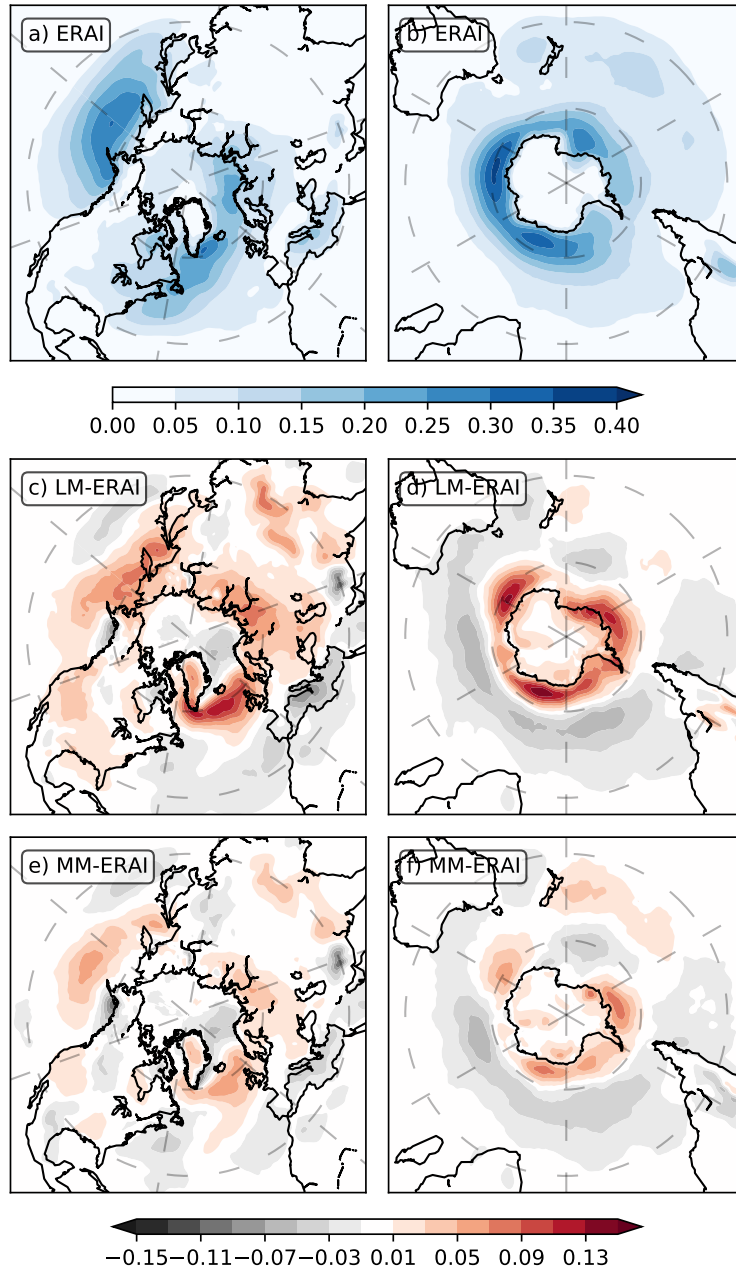 a) ERAI
b) ERAI
0.00 0.05 0.10 0.15 0.20 0.25 0.30 0.35 0.40
c) LM-ERAI
d) LM-ERAI
e) MM-ERAI
f) MM-ERAI
−0.15 −0.11 −0.07 −0.03 0.01 0.05 0.09 0.13